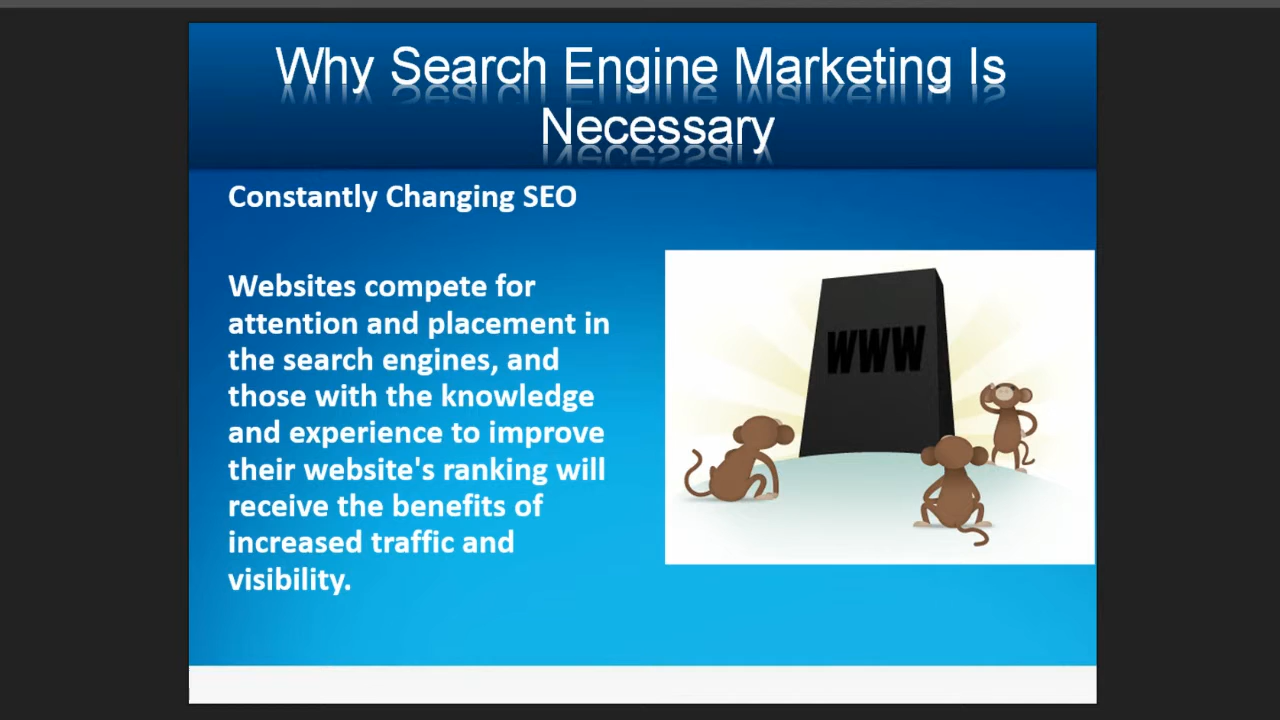 Why Search Engine Marketing Is
Necessary
Constantly Changing SEO
Websites compete for
attention and placement in
the search engines, and
those with the knowledge
and experience to improve
their website's ranking will
receive the benefits of
increased traffic and
visibility.
WWW